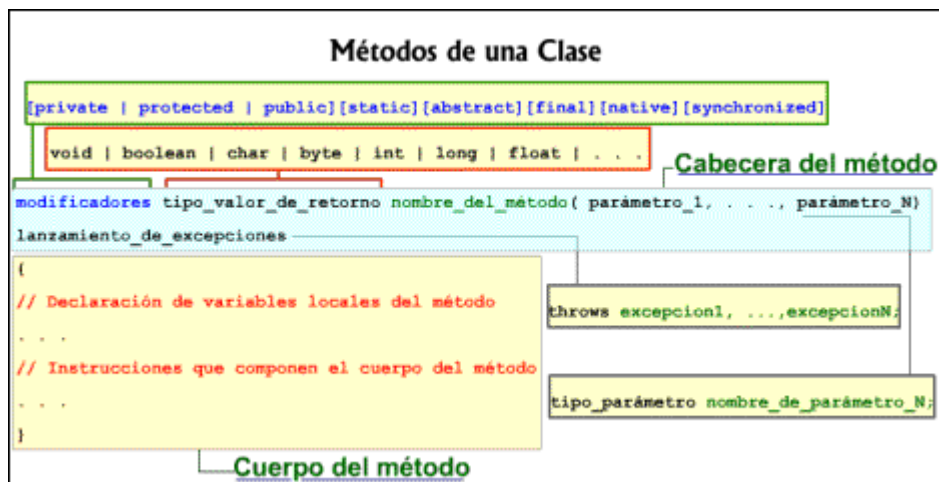 Métodos de una Clase
[private | protected | public][static][abstract][final][native][synchronized]
void | boolean | char | byte | int | long | float | . . .
Cabecera del método
modificadores tipo_valor_de_retorno nombre_del_método( parámetro_1, . . ., parámetro_N)
lanzamiento_de_excepciones
{
// Declaración de variables locales del método
. . .
// Instrucciones que componen el cuerpo del método
. . .
}
throws excepcion1, ...,excepcionN;
tipo_parámetro nombre_de_parámetro_N;
Cuerpo del método